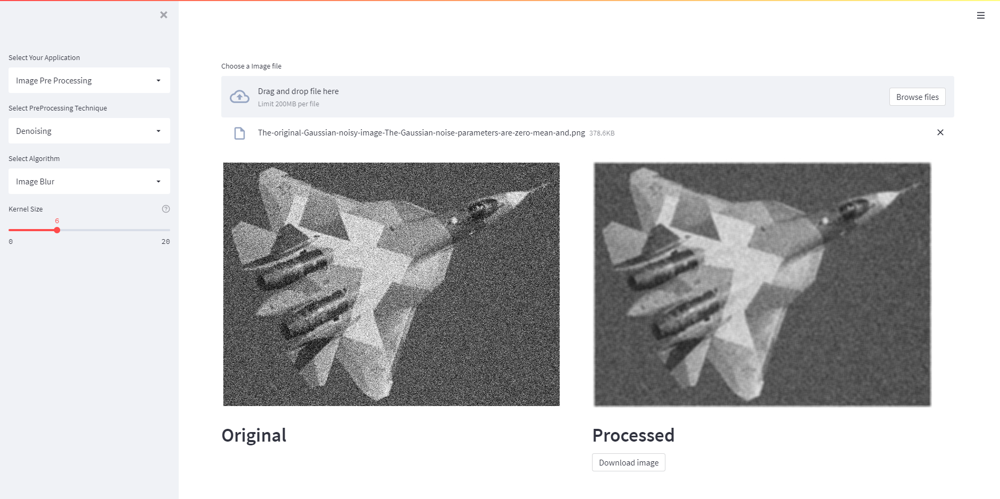 Select Your Application
Image Pre Processing
Select PreProcessing Technique
Denoising
Select Algorithm
Image Blur
Kernel Size
6
0 20
Choose a Image file
Drag and drop file here
Limit 200MB per file
Browse files
The-original-Gaussian-noisy-image-The-Gaussian-noise-parameters-are-zero-mean-and.png 378.6KB
Original
Processed
Download image